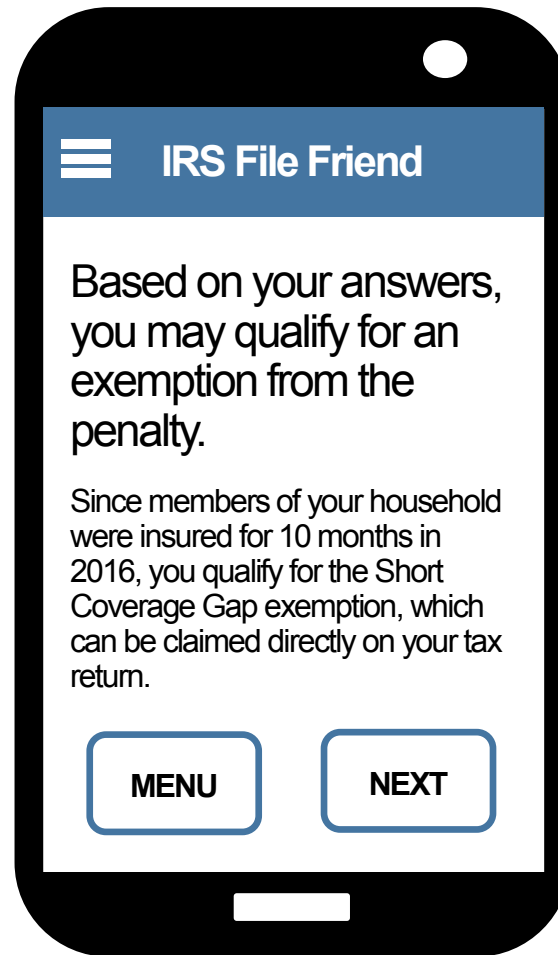 IRS File Friend
Based on your answers,
you may qualify for an
exemption from the
penalty.
Since members of your household
were insured for 10 months in
2016, you qualify for the Short
Coverage Gap exemption, which
can be claimed directly on your tax
return.
MENU
NEXT